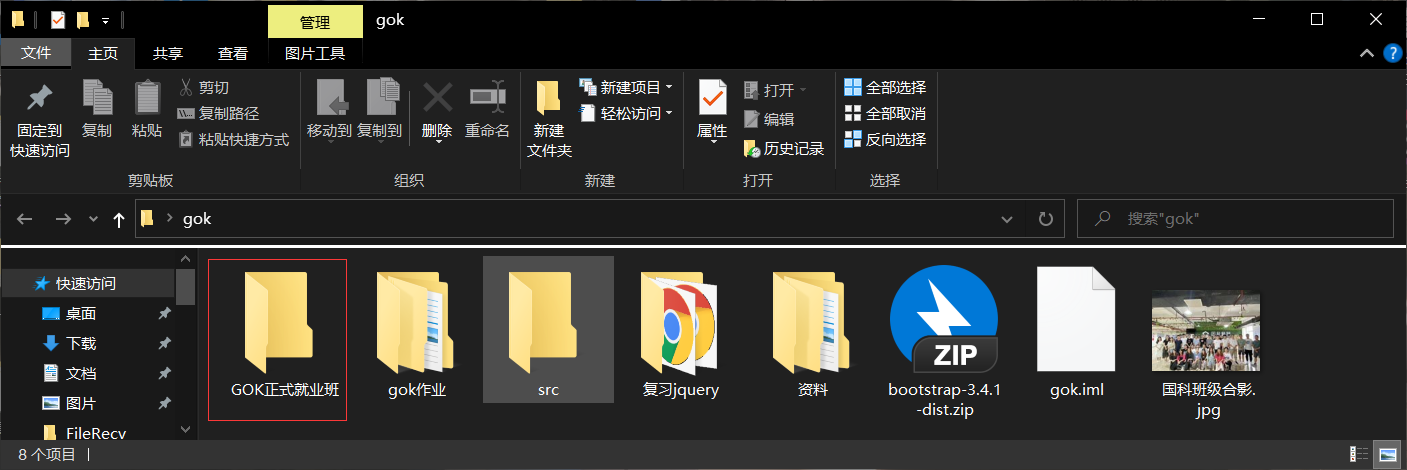 管理
gok
文件
主页
共享
查看
图片工具
固定到
快速访问
复制
粘贴
剪切
复制路径
粘贴快捷方式
剪贴板
移动到
复制到
删除
重命名
组织
新建
文件夹
新建项目
轻松访问
新建
属性
打开
编辑
历史记录
打开
全部选择
全部取消
反向选择
选择
gok
搜索"gok"
快速访问
桌面
下载
文档
图片
FileRecv
GOK正式就业班
gok作业
src
复习jquery
资料
ZIP
bootstrap-3.4.1
-dist.zip
gok.iml
国科班级合影.
jpg
8 个项目